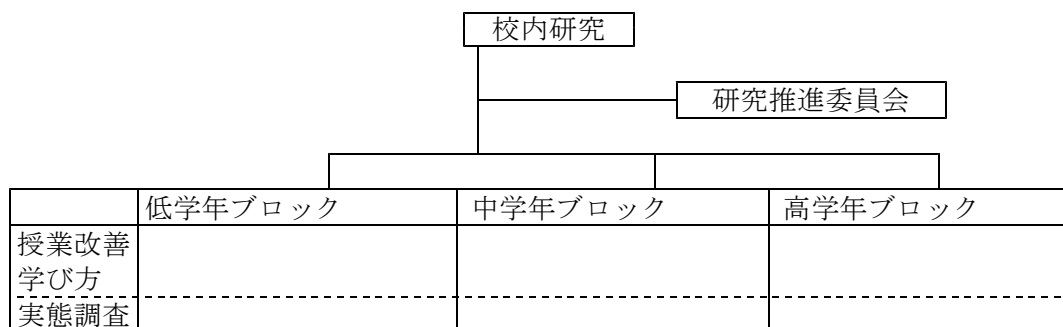 校内研究
研究推進委員会
低学年ブロック 中学年ブロック 高学年ブロック
授業改善
学び方
実態調査